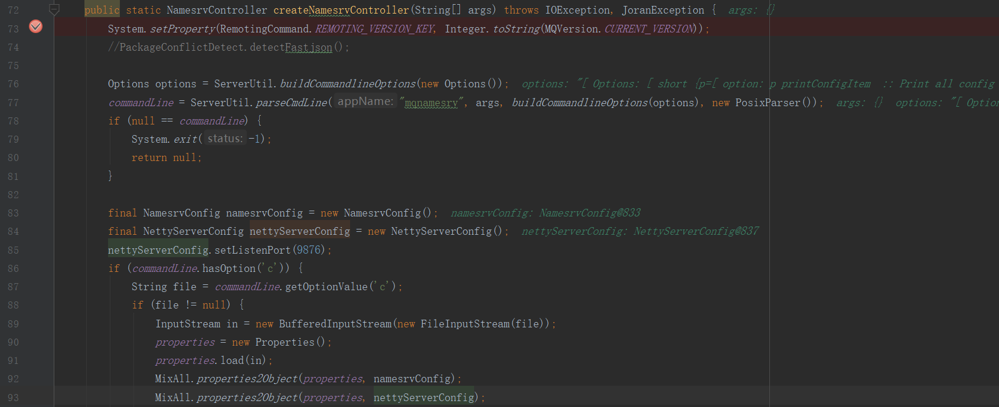 72 public static NamesrvController createNamesrvController(String[] args) throws IOException, JoranException {  args: {}
73 System.setProperty(RemotingCommand.REMOTING_VERSION_KEY, Integer.toString(MQVersion.CURRENT_VERSION));
74 //PackageConflictDetect.detectFastjson();
75
76 Options options = ServerUtil.buildCommandlineOptions(new Options());  options: "[ Options: [ short {p=[ option: p printConfigItem  :: Print all config
77 commandLine = ServerUtil.parseCmdLine( appName: "mqnamesrv", args, buildCommandlineOptions(options), new PosixParser());  args: {}  options: "[ Option
78 if (null == commandLine) {
79 System.exit( status: -1);
80 return null;
81 }
82
83 final NamesrvConfig namesrvConfig = new NamesrvConfig();  namesrvConfig: NamesrvConfig@833
84 final NettyServerConfig nettyServerConfig = new NettyServerConfig();  nettyServerConfig: NettyServerConfig@837
85 nettyServerConfig.setListenPort(9876);
86 if (commandLine.hasOption('c')) {
87 String file = commandLine.getOptionValue('c');
88 if (file != null) {
89 InputStream in = new BufferedInputStream(new FileInputStream(file));
90 properties = new Properties();
91 properties.load(in);
92 MixAll.properties2Object(properties, namesrvConfig);
93 MixAll.properties2Object(properties, nettyServerConfig);